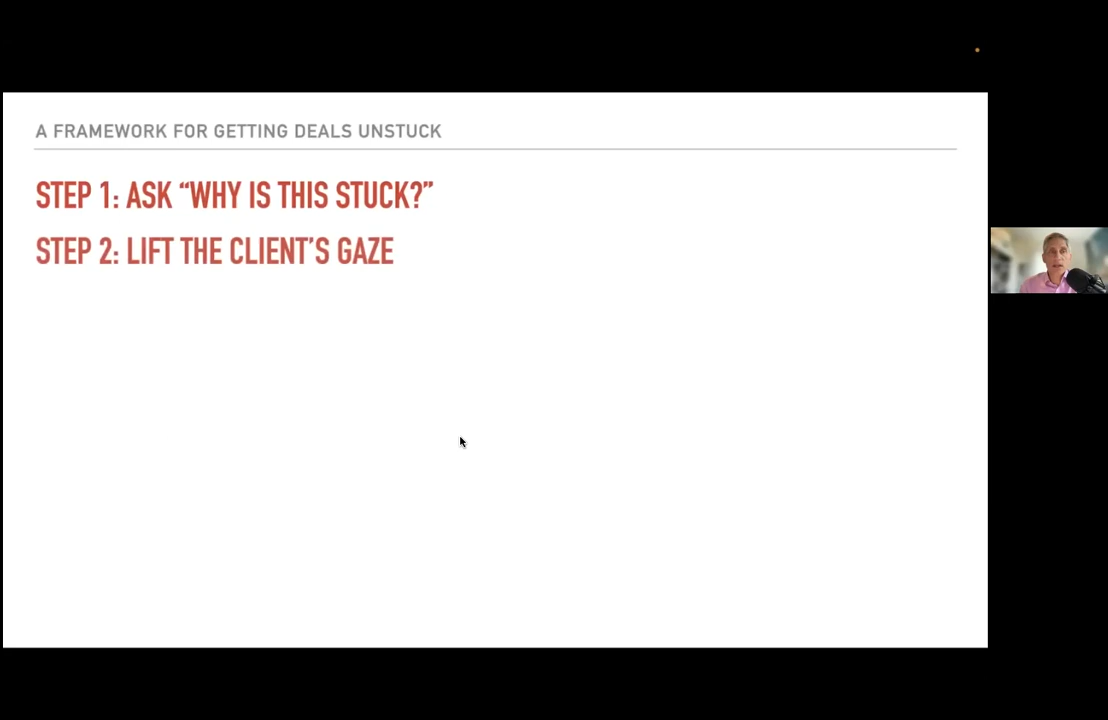 A FRAMEWORK FOR GETTING DEALS UNSTUCK
STEP 1: ASK “WHY IS THIS STUCK?”
STEP 2: LIFT THE CLIENT’S GAZE